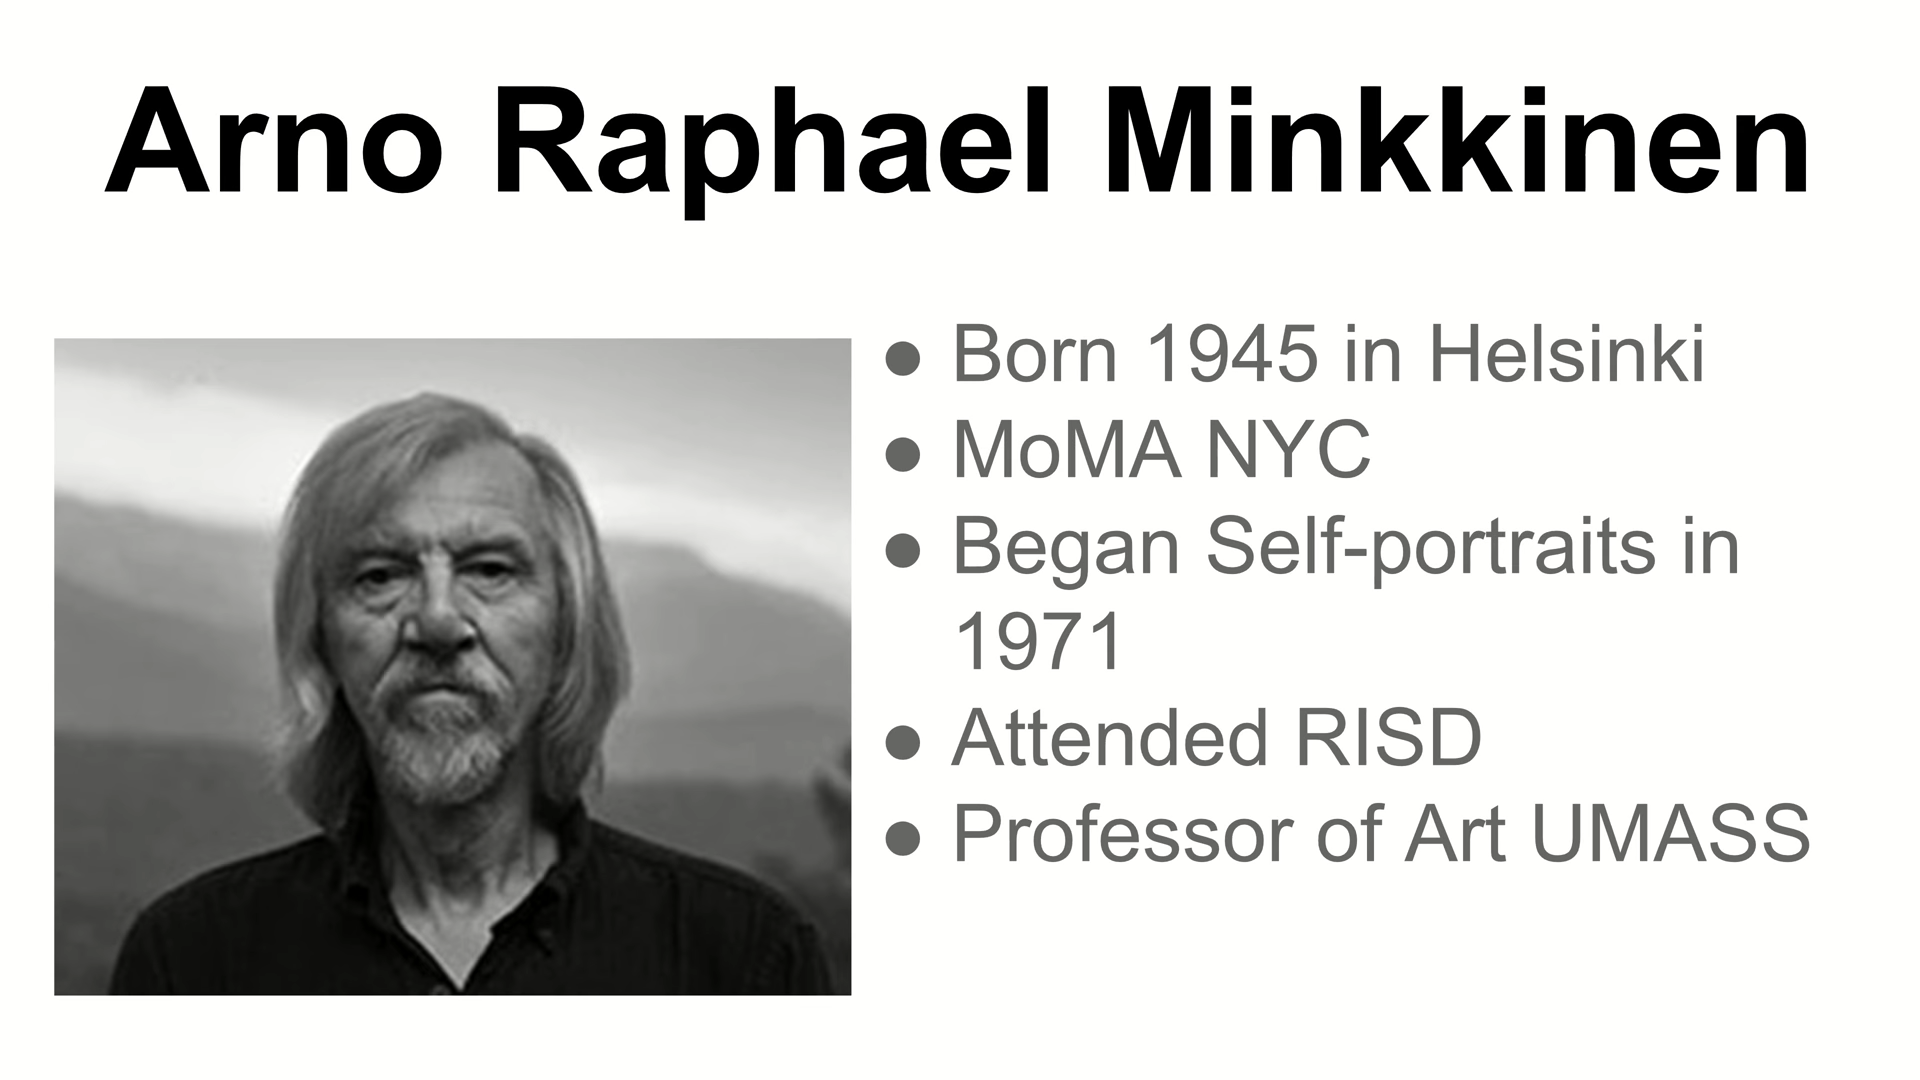 Arno Raphael Minkkinen
● Born 1945 in Helsinki
● MoMA NYC
● Began Self-portraits in
1971
● Attended RISD
● Professor of Art UMASS